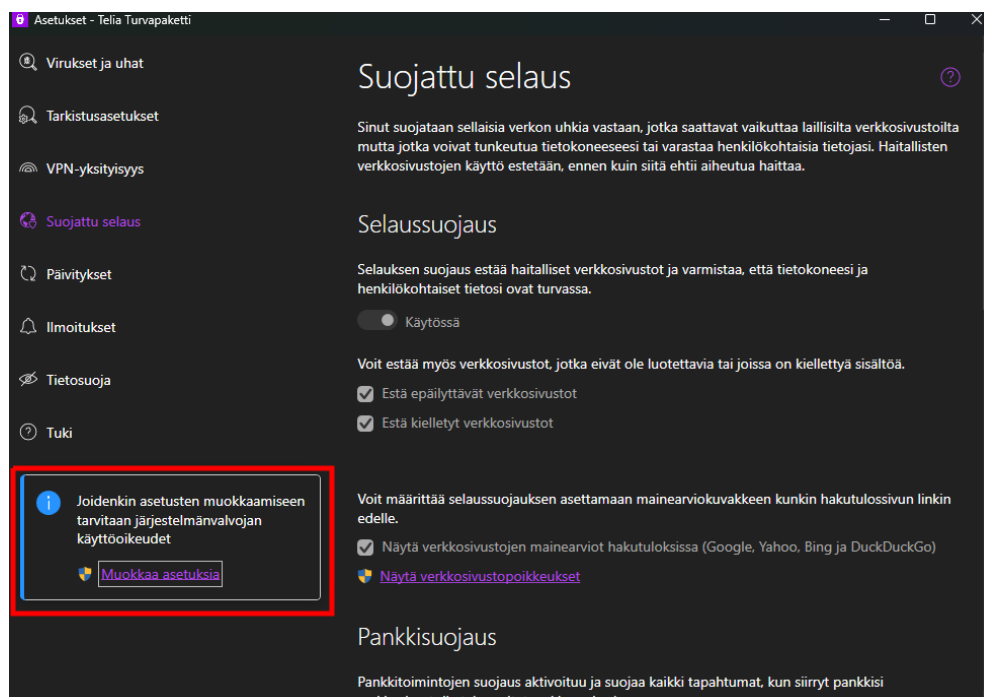 Asetukset - Telia Turvapaketti
Virukset ja uhat
Tarkistusasetukset
VPN-yksityisyys
Suojattu selaus
Päivitykset
Ilmoitukset
Tietosuoja
Tuki
Joidenkin asetusten muokkaamiseen
tarvitaan järjestelmänvalvojan
käyttöoikeudet
Muokkaa asetuksia
Suojattu selaus
Sinut suojataan sellaisia verkon uhkia vastaan, jotka saattavat vaikuttaa laillisilta verkkosivustoilta
mutta jotka voivat tunkeutua tietokoneeseesi tai varastaa henkilökohtaisia tietojasi. Haitallisten
verkkosivustojen käyttö estetään, ennen kuin siitä ehtii aiheutua haittaa.
Selaussuojaus
Selauksen suojaus estää haitalliset verkkosivustot ja varmistaa, että tietokoneesi ja
henkilökohtaiset tietosi ovat turvassa.
Käytössä
Voit estää myös verkkosivustot, jotka eivät ole luotettavia tai joissa on kiellettyä sisältöä.
Estä epäilyttävät verkkosivustot
Estä kielletyt verkkosivustot
Voit määrittää selaussuojauksen asettamaan mainearviokuvakkeen kunkin hakutulossivun linkin
edelle.
Näytä verkkosivustojen mainearviot hakutuloksissa (Google, Yahoo, Bing ja DuckDuckGo)
Näytä verkkosivustopoikkeukset
Pankkisuojaus
Pankkitoimintojen suojaus aktivoituu ja suojaa kaikki tapahtumat, kun siirryt pankkisi